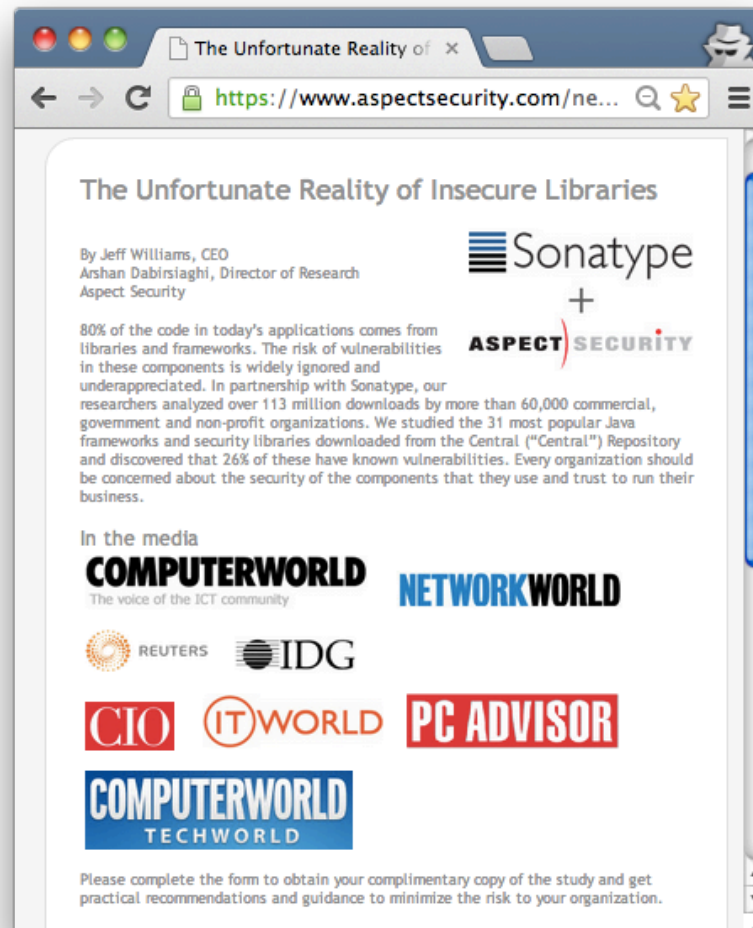 The Unfortunate Reality of
https://www.aspectsecurity.com/ne...
The Unfortunate Reality of Insecure Libraries
By Jeff Williams, CEO
Arshan Dabirsiaghi, Director of Research
Aspect Security
Sonatype
+
ASPECT SECURITY
80% of the code in today's applications comes from
libraries and frameworks. The risk of vulnerabilities
in these components is widely ignored and
underappreciated. In partnership with Sonatype, our
researchers analyzed over 113 million downloads by more than 60,000 commercial,
government and non-profit organizations. We studied the 31 most popular Java
frameworks and security libraries downloaded from the Central ("Central") Repository
and discovered that 26% of these have known vulnerabilities. Every organization should
be concerned about the security of the components that they use and trust to run their
business.
In the media
COMPUTERWORLD
The voice of the ICT community
NETWORKWORLD
REUTERS
IDG
CIO
ITWORLD
PC ADVISOR
COMPUTERWORLD
TECHWORLD
Please complete the form to obtain your complimentary copy of the study and get
practical recommendations and guidance to minimize the risk to your organization.